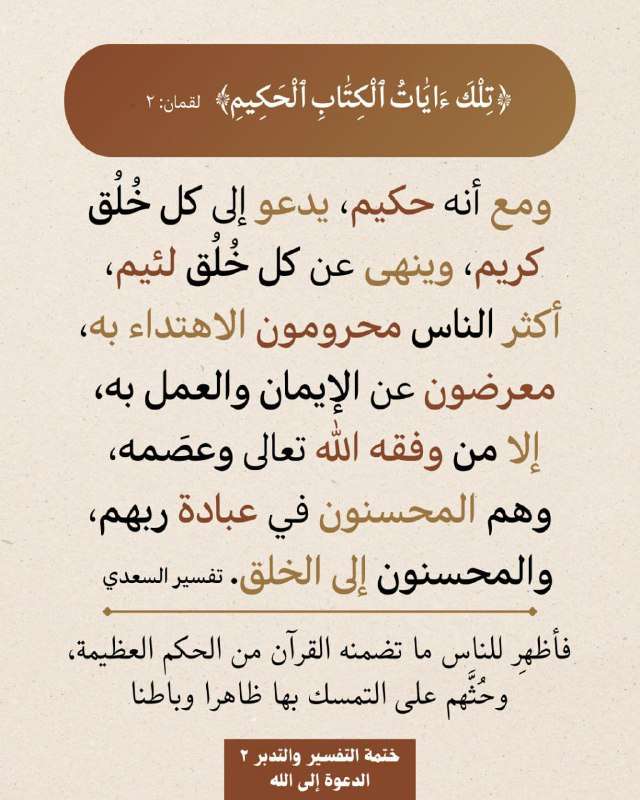 ﴿تِلْكَ ءَايَٰتُ ٱلْكِتَٰبِ ٱلْحَكِيمِ﴾ لقمان: ٢
ومع أنه حكيم، يدعو إلى كل خُلُق
كريم، وينهى عن كل خُلُق لئيم،
أكثر الناس محرومون الاهتداء به،
معرضون عن الإيمان والعمل به،
إلا من وفقه الله تعالى وعصَمه،
وهم المحسنون في عبادة ربهم،
والمحسنون إلى الخلق. تفسير السعدي
فأظهِرِ للناس ما تضمنه القرآن من الحكم العظيمة،
وحُثَّهم على التمسك بها ظاهرا وباطنا
ختمة التفسير والتدبر ٢
الدعوة إلى الله